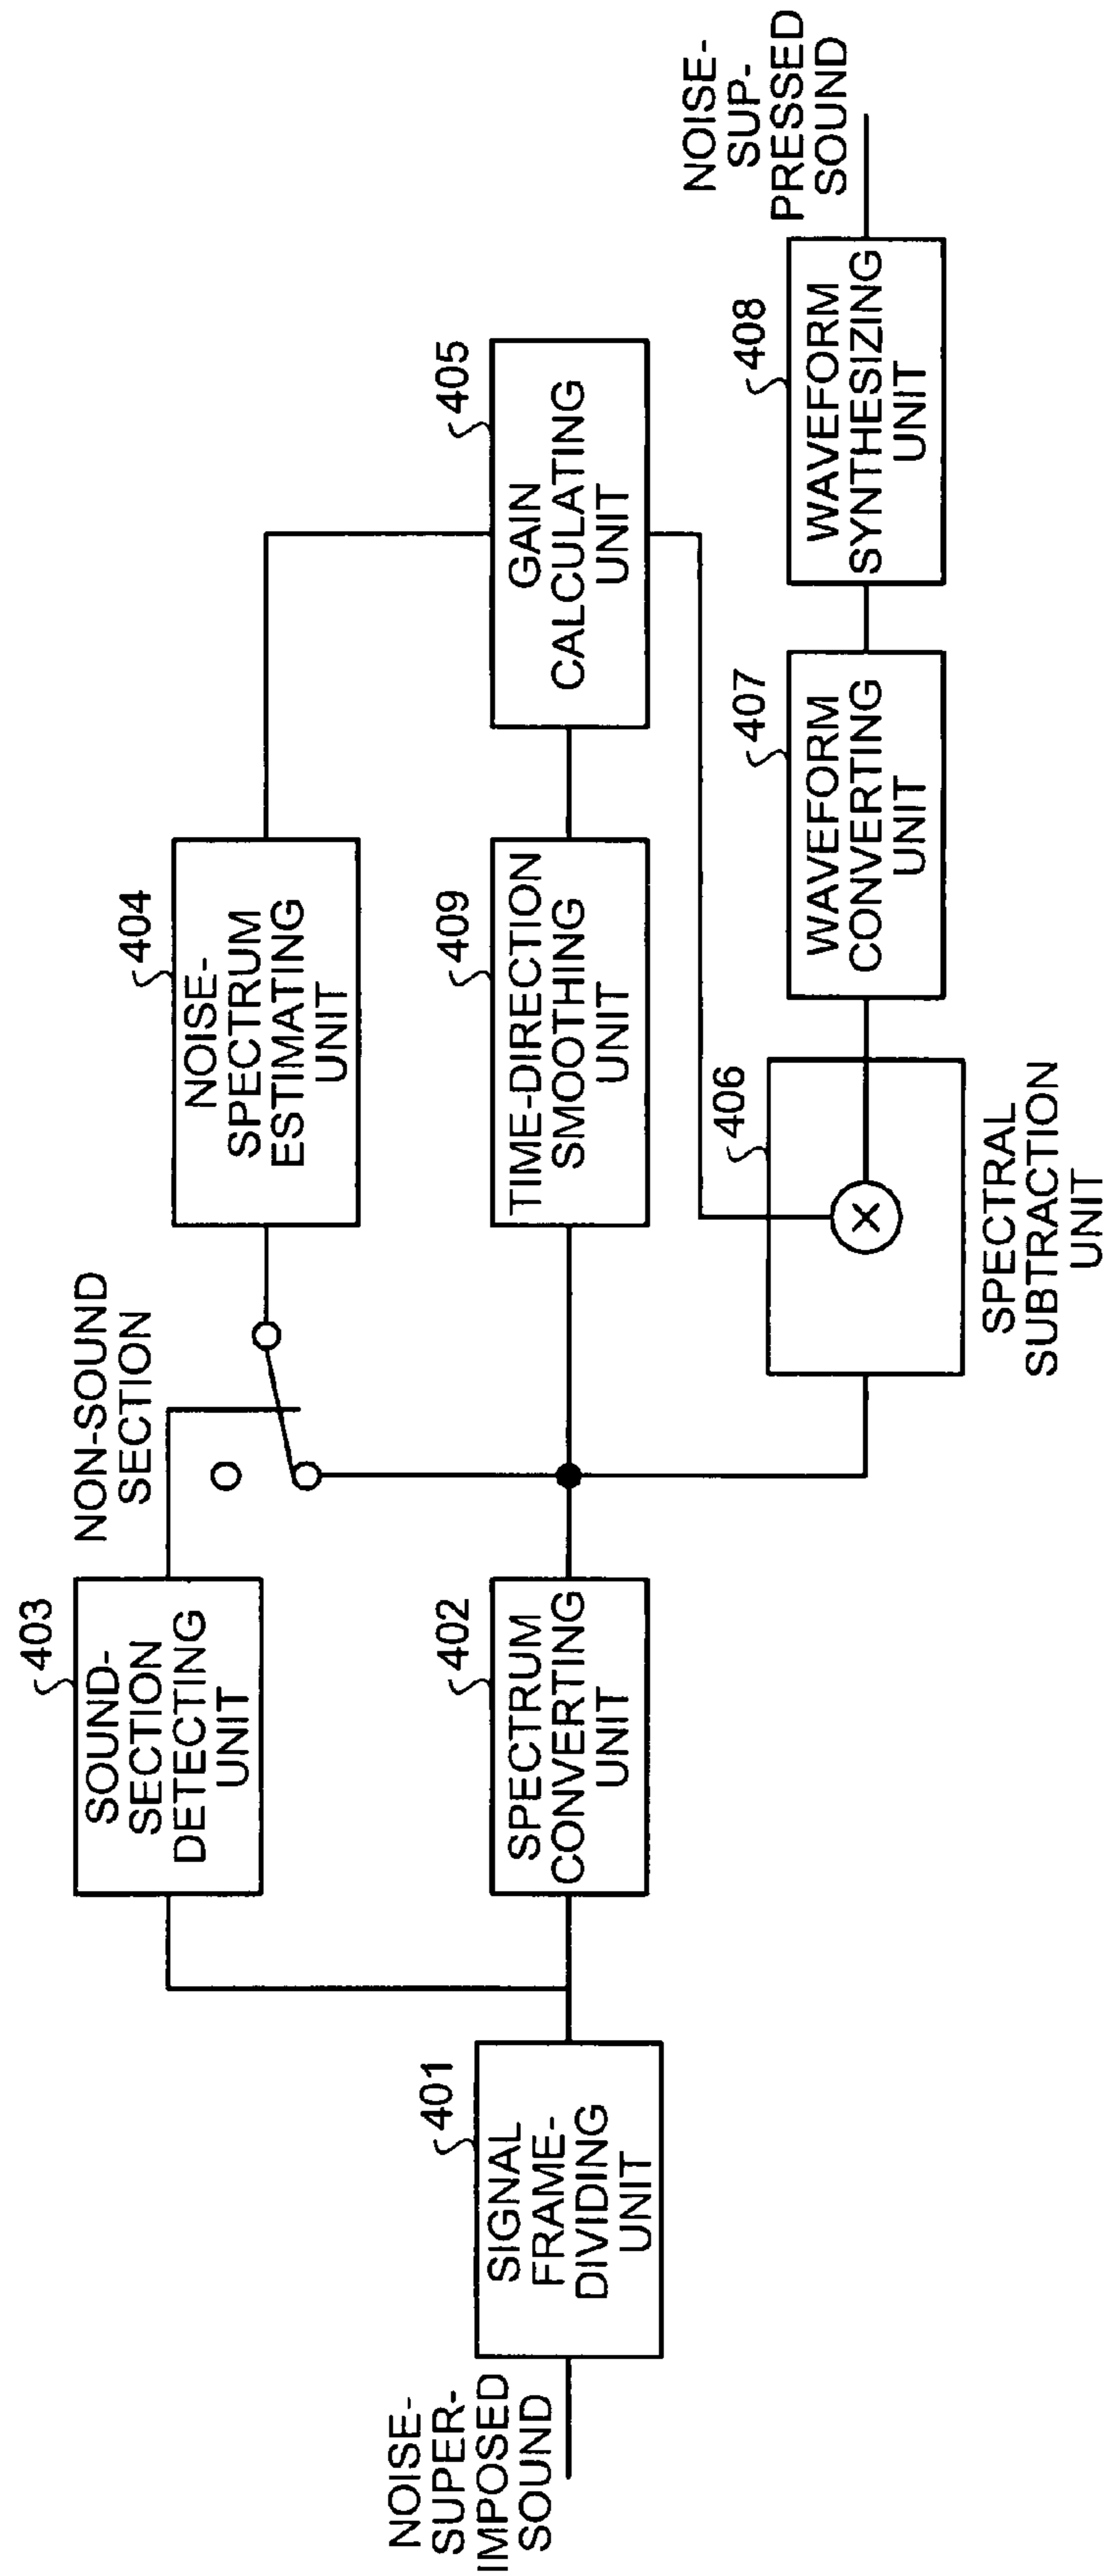 NOISE-
SUPER-
IMPOSED
SOUND
401
SIGNAL
FRAME-
DIVIDING
UNIT
403
SOUND-
SECTION
DETECTING
UNIT
402
SPECTRUM
CONVERTING
UNIT
NON-SOUND
SECTION
404
NOISE-
SPECTRUM
ESTIMATING
UNIT
409
TIME-DIRECTION
SMOOTHING
UNIT
405
GAIN
CALCULATING
UNIT
406
X
SPECTRAL
SUBTRACTION
UNIT
407
WAVEFORM
CONVERTING
UNIT
408
WAVEFORM
SYNTHESIZING
UNIT
NOISE-
SUP-
PRESSED
SOUND